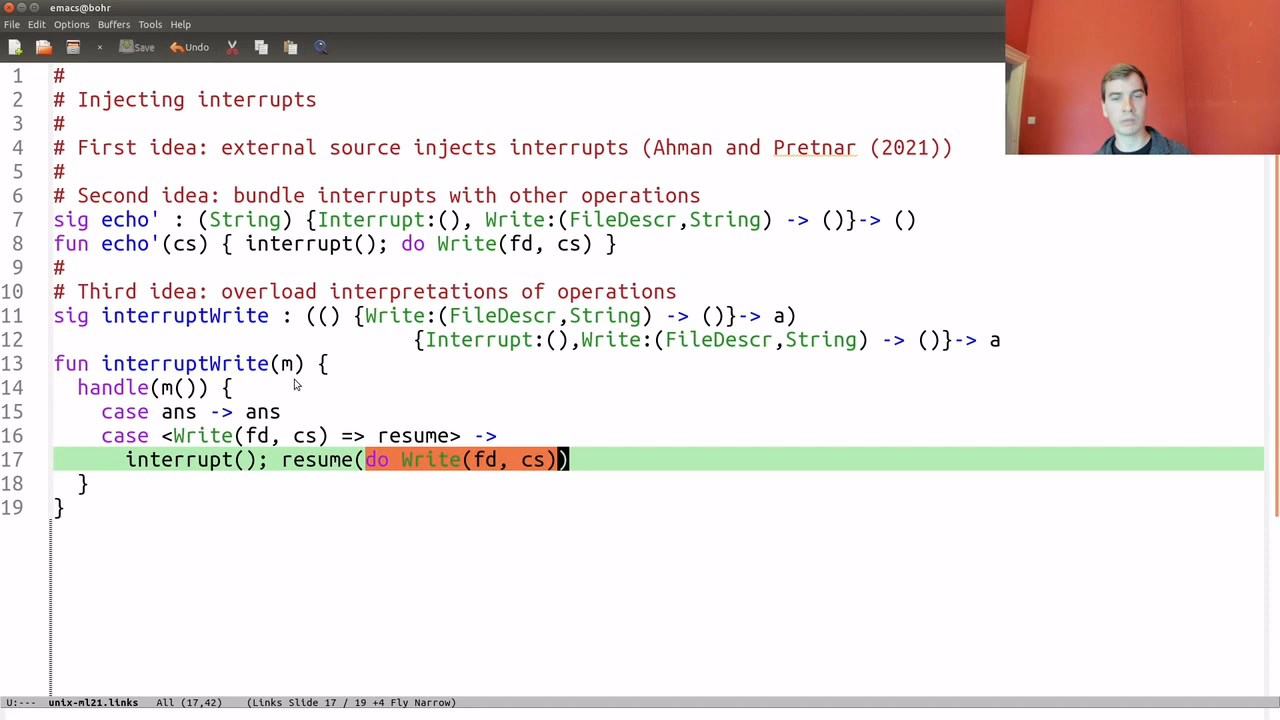 emacs@bohr
File Edit Options Buffers Tools Help
Save Undo
1 #
2 # Injecting interrupts
3 #
4 # First idea: external source injects interrupts (Ahman and Pretnar (2021))
5 #
6 # Second idea: bundle interrupts with other operations
7 sig echo' : (String) {Interrupt:(), Write:(FileDescr,String) -> ()}-> ()
8 fun echo'(cs) { interrupt(); do Write(fd, cs) }
9 #
10 # Third idea: overload interpretations of operations
11 sig interruptWrite : (() {Write:(FileDescr,String) -> ()}-> a)
12 {Interrupt:(),Write:(FileDescr,String) -> ()}-> a
13 fun interruptWrite(m) {
14 handle(m()) {
15 case ans -> ans
16 case <Write(fd, cs) => resume> ->
17 interrupt(); resume(do Write(fd, cs))
18 }
19 }
U:--- unix-ml21.links All (17,42) (Links Slide 17 / 19 +4 Fly Narrow)